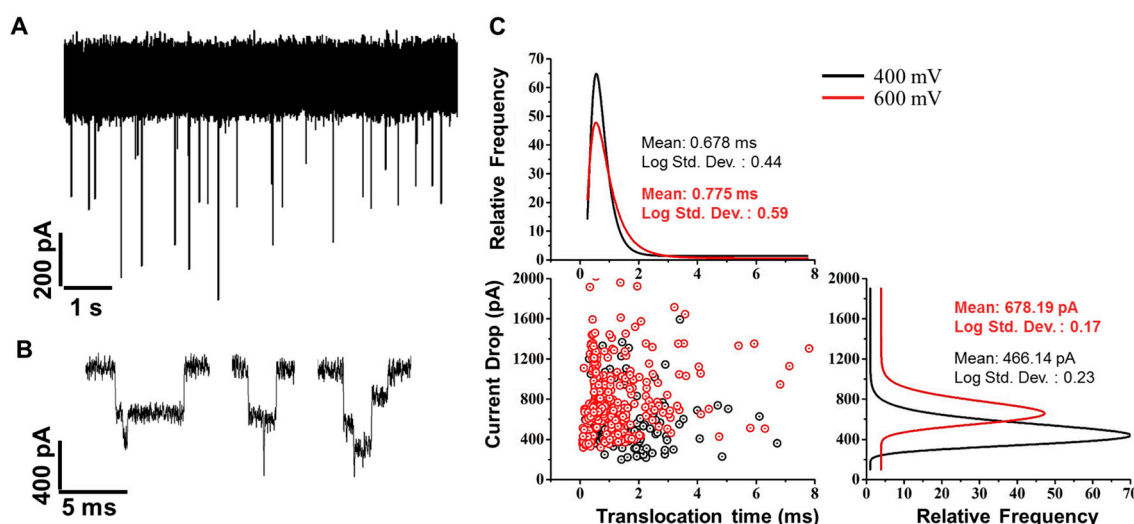 A
200 pA
1 s
B
400 pA
5 ms
C
400 mV
600 mV
Relative Frequency
70
60
50
40
30
20
10
0
Mean: 0.678 ms
Log Std. Dev. : 0.44
Mean: 0.775 ms
Log Std. Dev. : 0.59
0 2 4 6 8
Current Drop (pA)
2000
1600
1200
800
400
0
0 2 4 6 8
Translocation time (ms)
2000
1600
1200
800
400
0
Mean: 678.19 pA
Log Std. Dev. : 0.17
Mean: 466.14 pA
Log Std. Dev. : 0.23
0 10 20 30 40 50 60 70
Relative Frequency